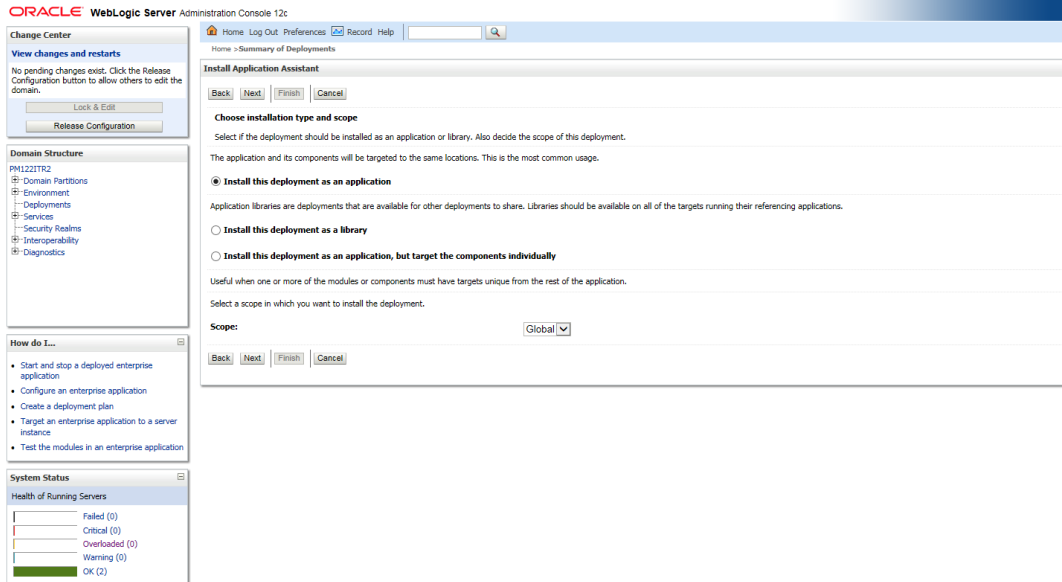 ORACLE WebLogic Server Administration Console 12c
Change Center
View changes and restarts
No pending changes exist. Click the Release
Configuration button to allow others to edit the
domain.
Lock & Edit
Release Configuration
Domain Structure
PM122ITR2
Domain Partitions
Environment
Deployments
Services
Security Realms
Interoperability
Diagnostics
How do I...
Start and stop a deployed enterprise
application
Configure an enterprise application
Create a deployment plan
Target an enterprise application to a server
instance
Test the modules in an enterprise application
System Status
Health of Running Servers
Failed (0)
Critical (0)
Overloaded (0)
Warning (0)
OK (2)
Home Log Out Preferences Record Help
Home >Summary of Deployments
Install Application Assistant
Back Next Finish Cancel
Choose installation type and scope
Select if the deployment should be installed as an application or library. Also decide the scope of this deployment.
The application and its components will be targeted to the same locations. This is the most common usage.
Install this deployment as an application
Application libraries are deployments that are available for other deployments to share. Libraries should be available on all of the targets running their referencing applications.
Install this deployment as a library
Install this deployment as an application, but target the components individually
Useful when one or more of the modules or components must have targets unique from the rest of the application.
Select a scope in which you want to install the deployment.
Scope: Global
Back Next Finish Cancel